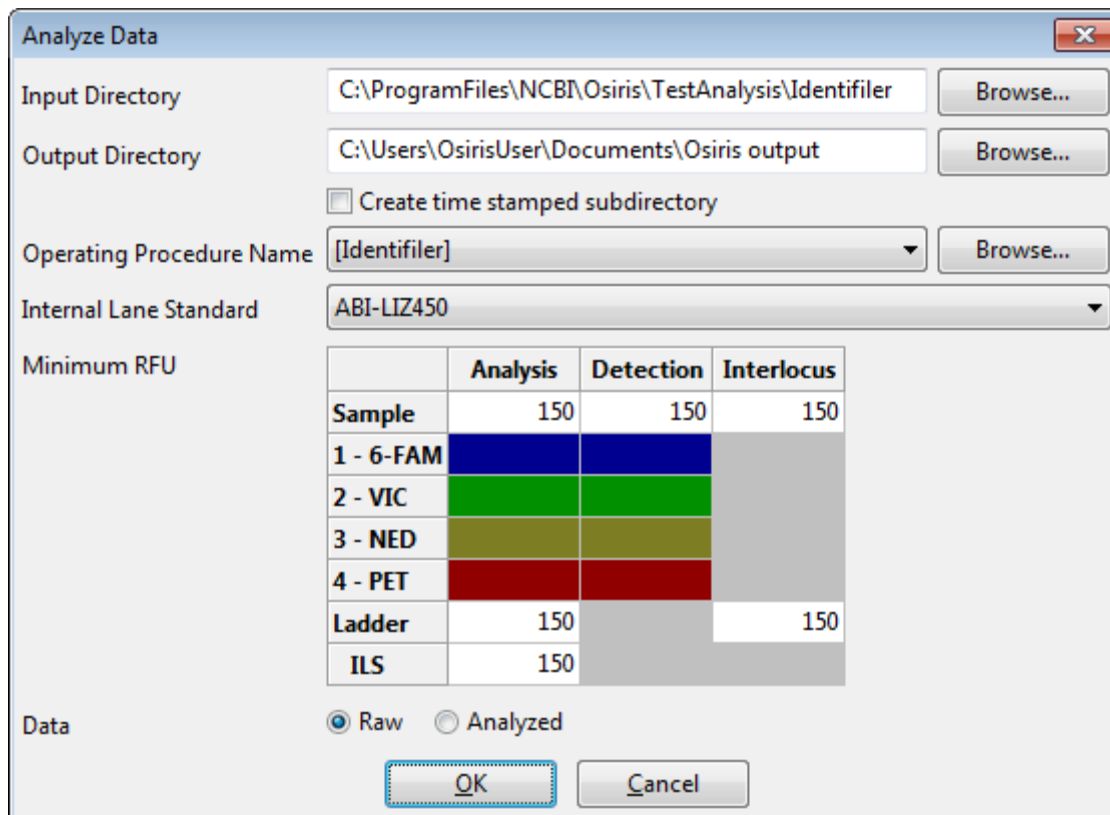 Analyze Data
Input Directory C:\ProgramFiles\NCBI\Osiris\TestAnalysis\Identifiler Browse...
Output Directory C:\Users\OsirisUser\Documents\Osiris output Browse...
Create time stamped subdirectory
Operating Procedure Name [Identifiler] Browse...
Internal Lane Standard ABI-LIZ450
Minimum RFU Analysis Detection Interlocus
Sample 150 150 150
1 - 6-FAM
2 - VIC
3 - NED
4 - PET
Ladder 150 150
ILS 150
Data Raw Analyzed
OK Cancel